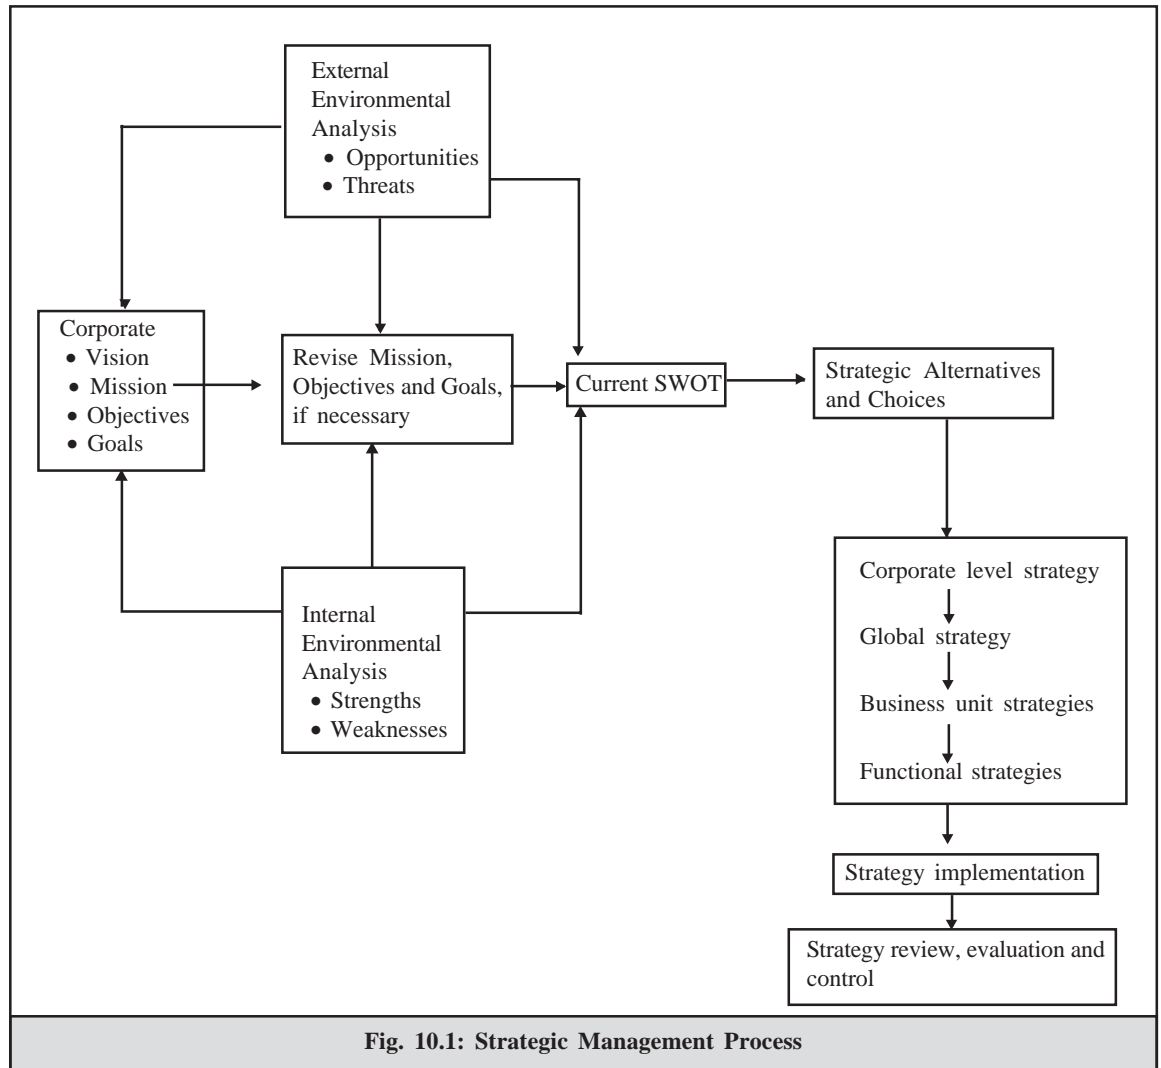 External
Environmental
Analysis
• Opportunities
• Threats
Corporate
• Vision
• Mission
• Objectives
• Goals
Revise Mission,
Objectives and Goals,
if necessary
Current SWOT
Strategic Alternatives
and Choices
Internal
Environmental
Analysis
• Strengths
• Weaknesses
Corporate level strategy
Global strategy
Business unit strategies
Functional strategies
Strategy implementation
Strategy review, evaluation and
control
Fig. 10.1: Strategic Management Process